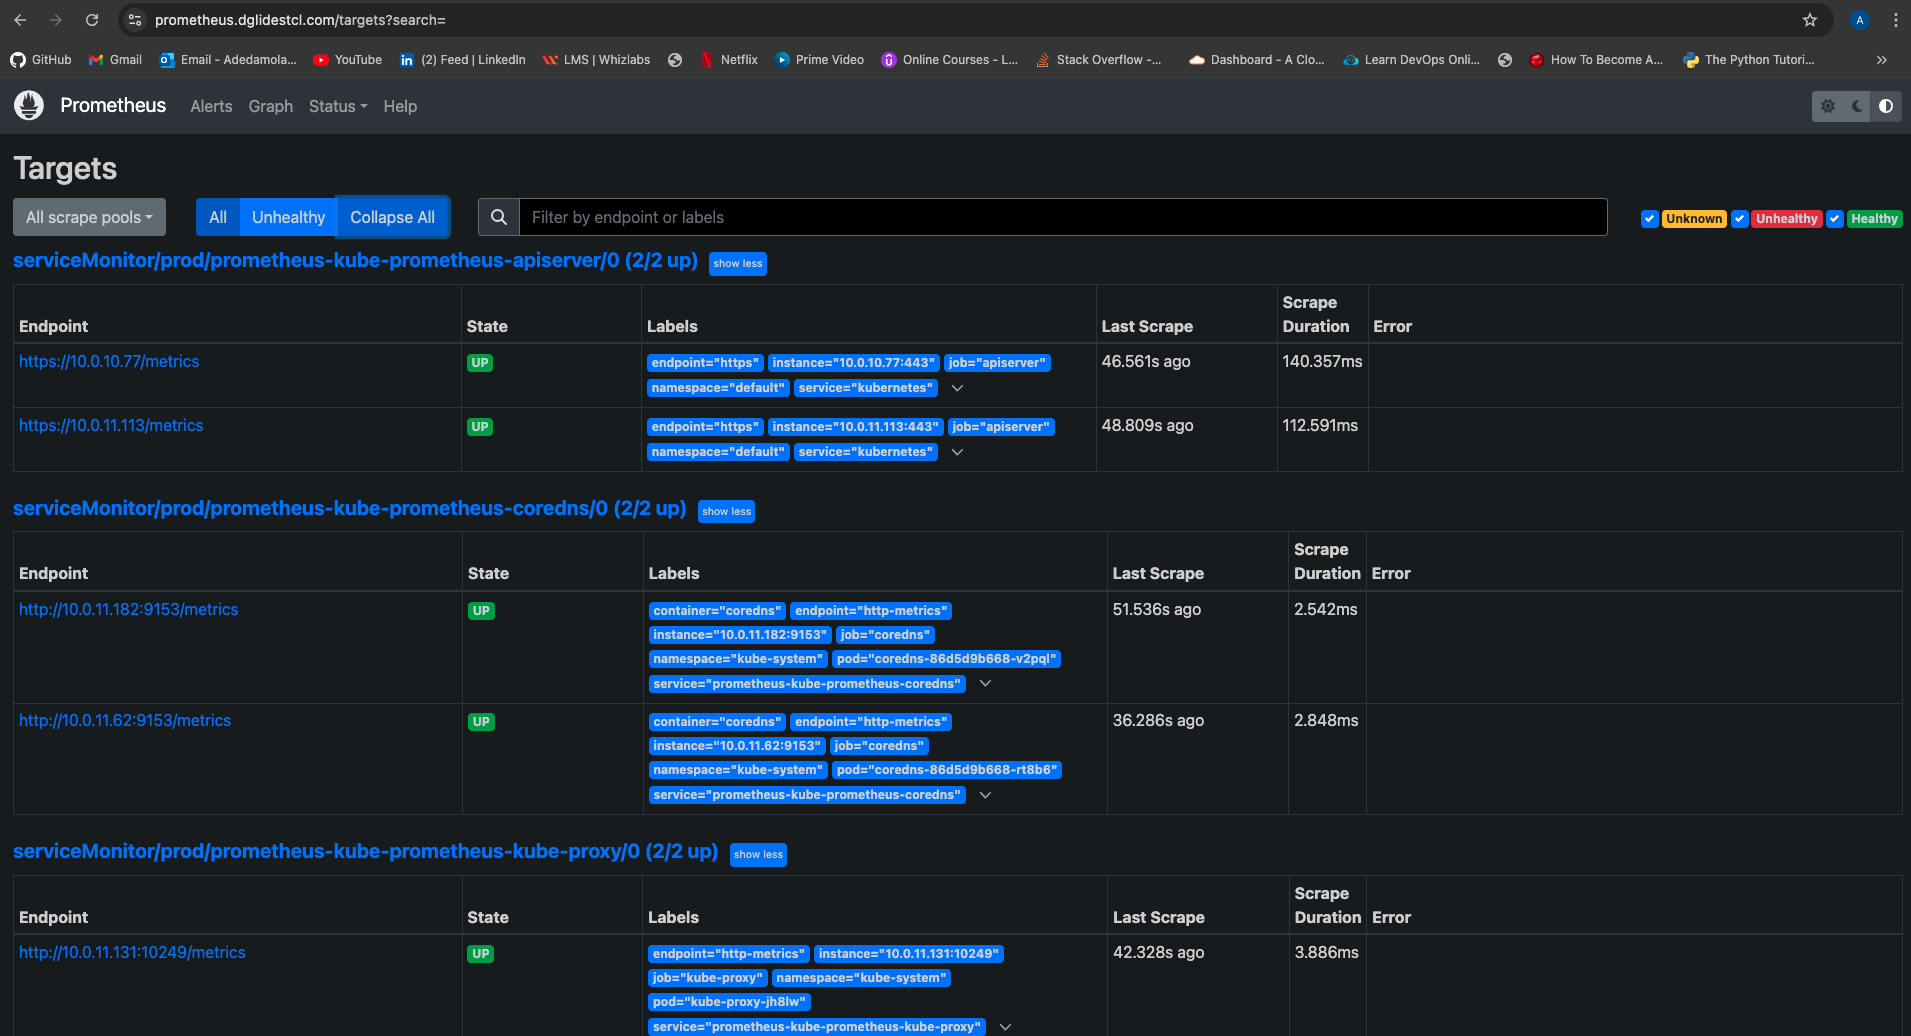 prometheus.dglidestcl.com/targets?search=
A
GitHub Gmail Email - Adedamola... YouTube (2) Feed | LinkedIn LMS | Whizlabs Netflix Prime Video Online Courses - L... Stack Overflow -... Dashboard - A Clo... Learn DevOps Onli... How To Become A... The Python Tutori... »
Prometheus Alerts Graph Status Help
Targets
All scrape pools All Unhealthy Collapse All Filter by endpoint or labels Unknown Unhealthy Healthy
serviceMonitor/prod/prometheus-kube-prometheus-apiserver/0 (2/2 up) show less
Endpoint State Labels Last Scrape Scrape Duration Error
https://10.0.10.77/metrics UP endpoint="https" instance="10.0.10.77:443" job="apiserver" 46.561s ago 140.357ms
namespace="default" service="kubernetes"
https://10.0.11.113/metrics UP endpoint="https" instance="10.0.11.113:443" job="apiserver" 48.809s ago 112.591ms
namespace="default" service="kubernetes"
serviceMonitor/prod/prometheus-kube-prometheus-coredns/0 (2/2 up) show less
Endpoint State Labels Last Scrape Scrape Duration Error
http://10.0.11.182:9153/metrics UP container="coredns" endpoint="http-metrics" 51.536s ago 2.542ms
instance="10.0.11.182:9153" job="coredns"
namespace="kube-system" pod="coredns-86d5d9b668-v2pql"
service="prometheus-kube-prometheus-coredns"
http://10.0.11.62:9153/metrics UP container="coredns" endpoint="http-metrics" 36.286s ago 2.848ms
instance="10.0.11.62:9153" job="coredns"
namespace="kube-system" pod="coredns-86d5d9b668-rt8b6"
service="prometheus-kube-prometheus-coredns"
serviceMonitor/prod/prometheus-kube-prometheus-kube-proxy/0 (2/2 up) show less
Endpoint State Labels Last Scrape Scrape Duration Error
http://10.0.11.131:10249/metrics UP endpoint="http-metrics" instance="10.0.11.131:10249" 42.328s ago 3.886ms
job="kube-proxy" namespace="kube-system"
pod="kube-proxy-jh8lw"
service="prometheus-kube-prometheus-kube-proxy"